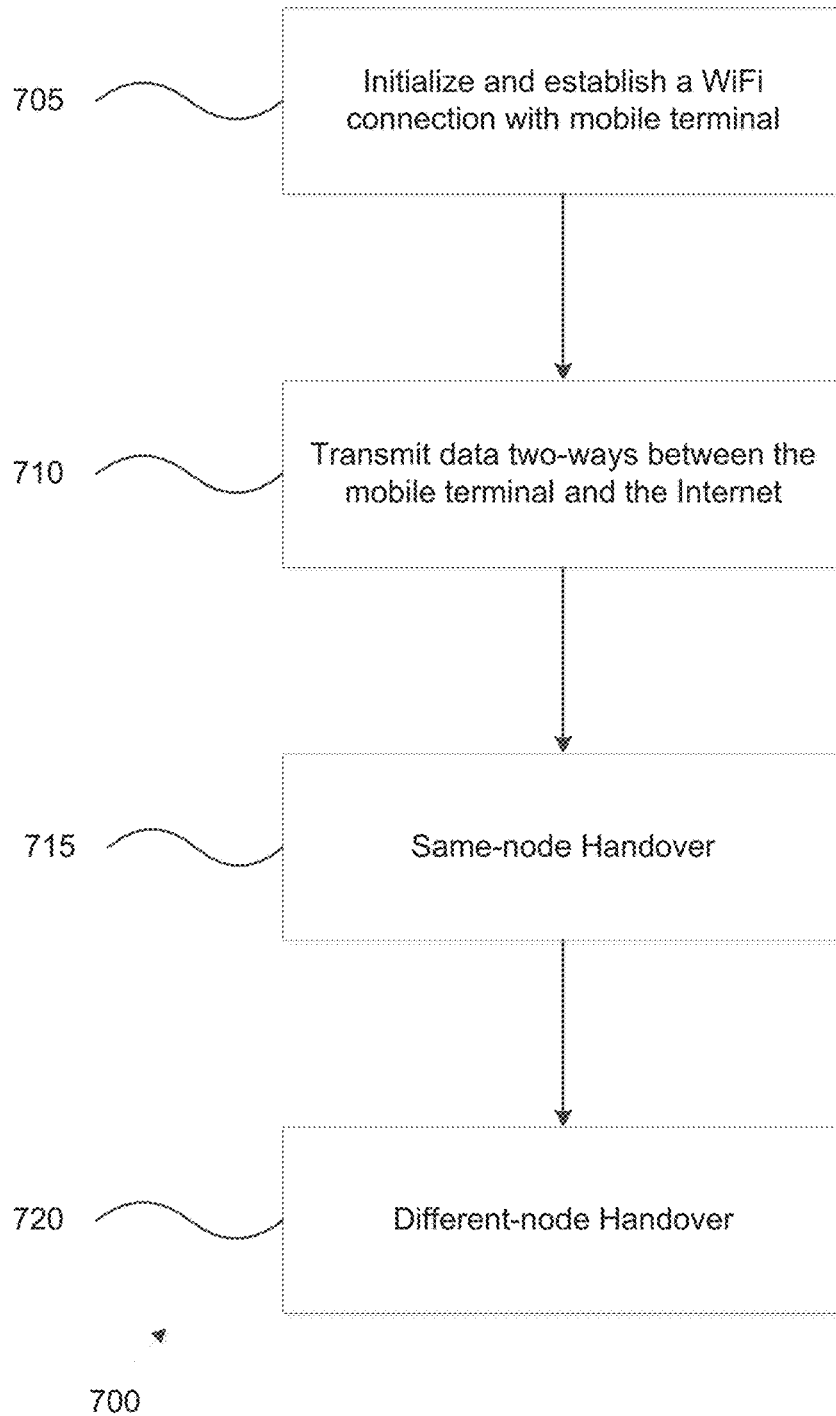 705
Initialize and establish a WiFi
connection with mobile terminal
710
Transmit data two-ways between the
mobile terminal and the Internet
715
Same-node Handover
720
Different-node Handover
700